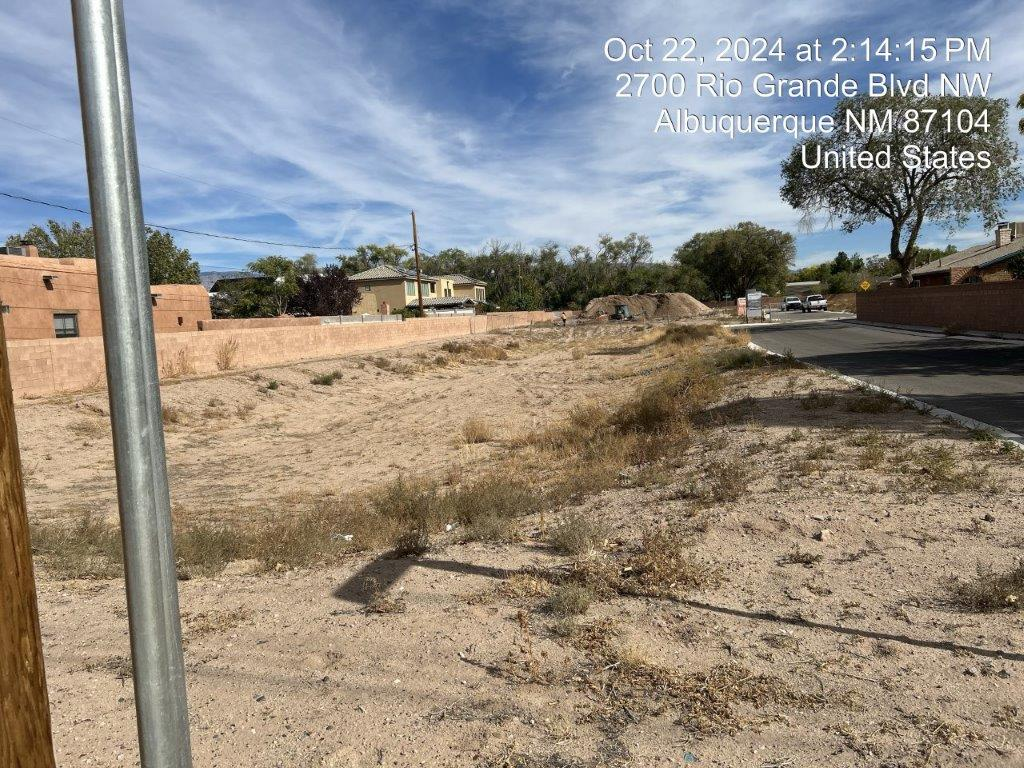 Oct 22, 2024 at 2:14:15 PM
2700 Rio Grande Blvd NW
Albuquerque NM 87104
United States